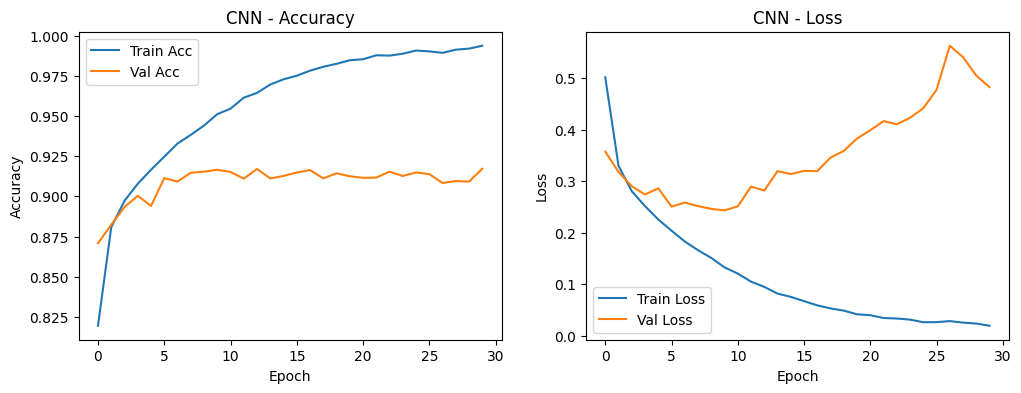 CNN - Accuracy
Train Acc
Val Acc
Accuracy
1.000
0.975
0.950
0.925
0.900
0.875
0.850
0.825
0 5 10 15 20 25 30
Epoch
CNN - Loss
Loss
0.5
0.4
0.3
0.2
0.1
0.0
Train Loss
Val Loss
0 5 10 15 20 25 30
Epoch